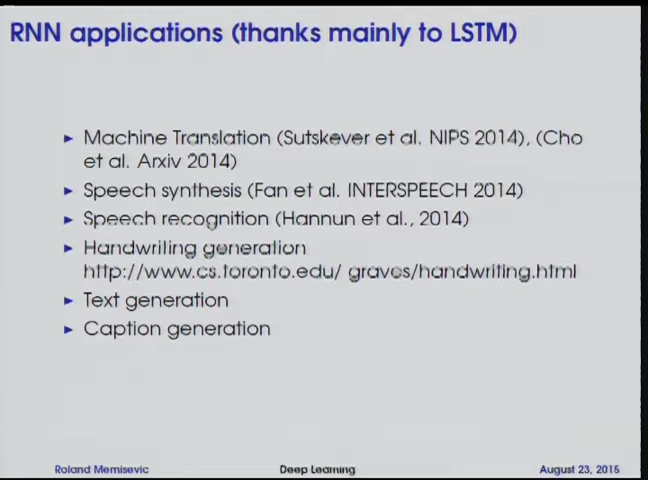 RNN applications (thanks mainly to LSTM)
▶ Machine Translation (Sutskever et al. NIPS 2014), (Cho
et al. Arxiv 2014)
▶ Speech synthesis (Fan et al. INTERSPEECH 2014)
▶ Speech recognition (Hannun et al., 2014)
▶ Handwriting generation
http://www.cs.toronto.edu/ graves/handwriting.html
▶ Text generation
▶ Caption generation
Roland Memisevic Deep Learning August 23, 2015